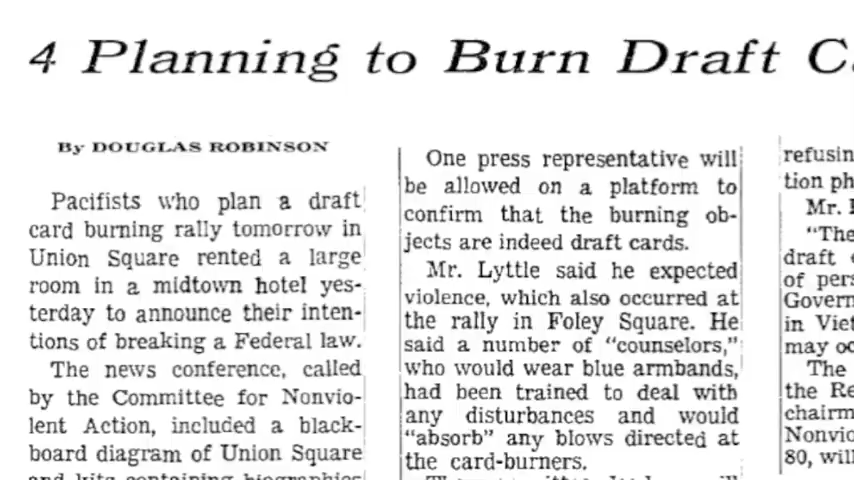 4 Planning to Burn Draft
By DOUGLAS ROBINSON
Pacifists who plan a draft
card burning rally tomorrow in
Union Square rented a large
room in a midtown hotel yes-
terday to announce their inten-
tions of breaking a Federal law.
The news conference, called
by the Committee for Nonvio-
lent Action, included a black-
board diagram of Union Square
and kits containing biographies
One press representative will
be allowed on a platform to
confirm that the burning ob-
jects are indeed draft cards.
Mr. Lyttle said he expected
violence, which also occurred at
the rally in Foley Square. He
said a number of "counselors,"
who would wear blue armbands,
had been trained to deal with
any disturbances and would
"absorb" any blows directed at
the card-burners.
refusin
tion ph
Mr.
"The
draft
of pers
Govern
in Viet
may oc
The
the Re
chairm
Nonvio
80, will